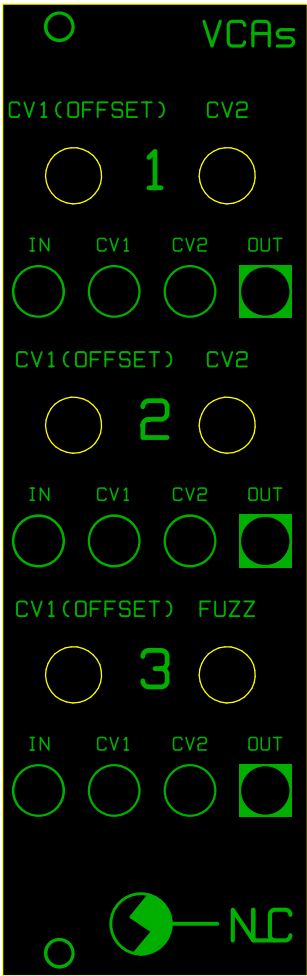 VCAs
CV1(OFFSET) CV2
1
IN CV1 CV2 OUT
CV1(OFFSET) CV2
2
IN CV1 CV2 OUT
CV1(OFFSET) FUZZ
3
IN CV1 CV2 OUT
NLC